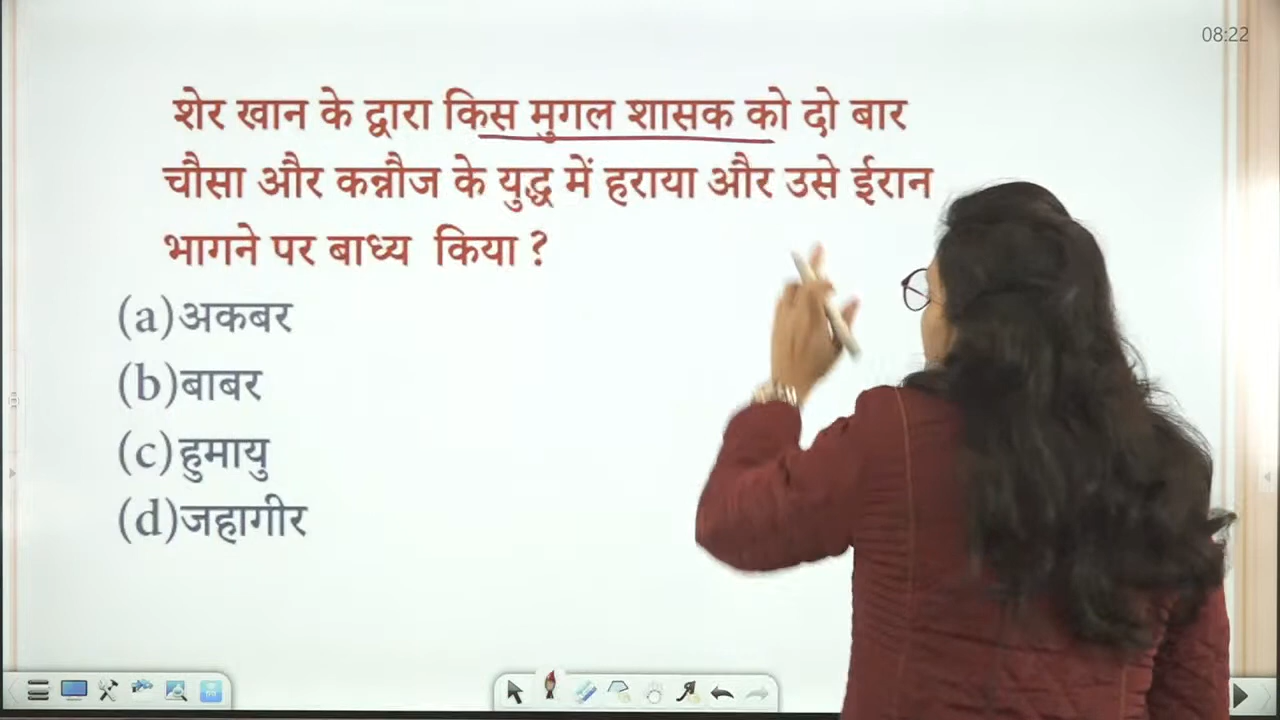 08:22
शेर खान के द्वारा किस मुगल शासक को दो बार
चौसा और कन्नौज के युद्ध में हराया और उसे ईरान
भागने पर बाध्य किया ?
(a)अकबर
(b)बाबर
(c)हुमायु
(d)जहागीर